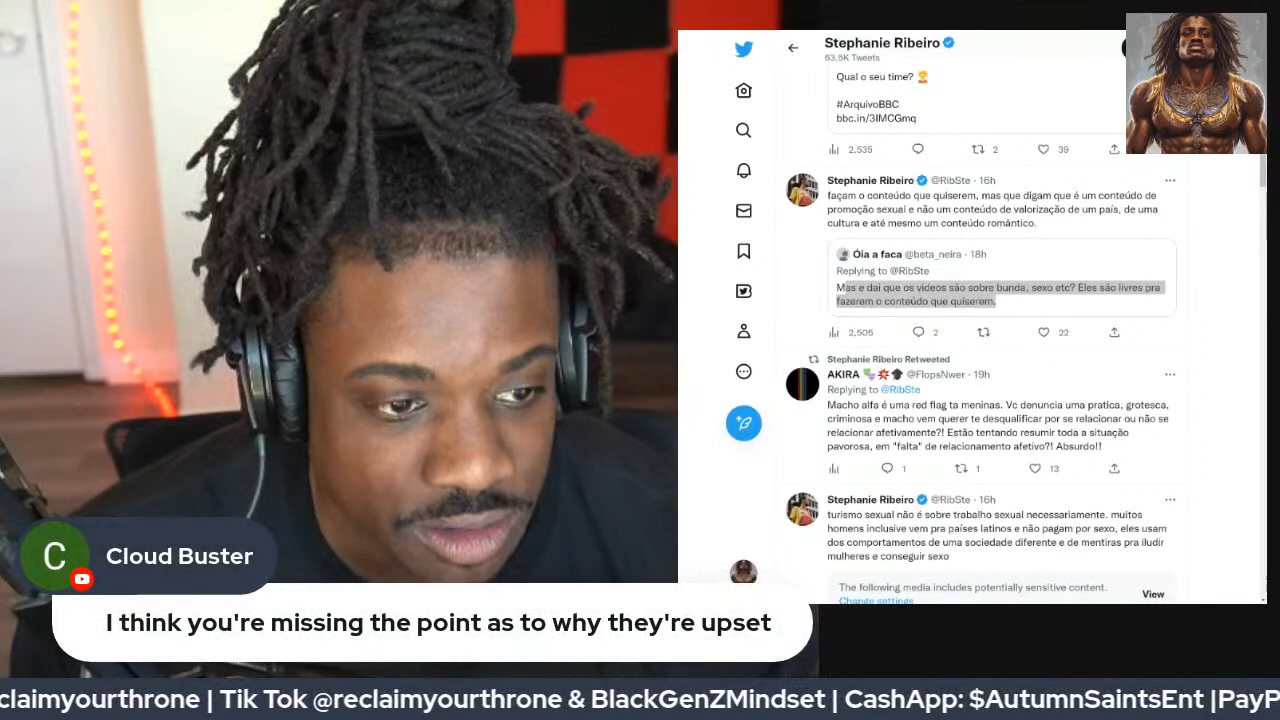 Stephanie Ribeiro
63.5K Tweets
Qual o seu time?
#ArquivoBBC
bbc.in/3IMCGmq
2,535
2
39
Stephanie Ribeiro @RibSte · 16h
façam o conteúdo que quiserem, mas que digam que é um conteúdo de
promoção sexual e não um conteúdo de valorização de um país, de uma
cultura e até mesmo um conteúdo romântico.
Óia a faca @beta_neira · 18h
Replying to @RibSte
Mas e dai que os videos são sobre bunda, sexo etc? Eles são livres pra
fazerem o conteúdo que quiserem.
2,505
2
22
Stephanie Ribeiro Retweeted
AKIRA @FlopsNwer · 19h
Replying to @RibSte
Macho alfa é uma red flag ta meninas. Vc denuncia uma pratica, grotesca,
criminosa e macho vem querer te desqualificar por se relacionar ou não se
relacionar afetivamente?! Estão tentando resumir toda a situação
pavorosa, em "falta" de relacionamento afetivo?! Absurdo!!
1
1
13
Stephanie Ribeiro @RibSte · 16h
turismo sexual não é sobre trabalho sexual necessariamente. muitos
homens inclusive vem pra países latinos e não pagam por sexo, eles usam
dos comportamentos de uma sociedade diferente e de mentiras pra iludir
mulheres e conseguir sexo
The following media includes potentially sensitive content.
Change settings
View
C
Cloud Buster
I think you're missing the point as to why they're upset
claimyourthrone | Tik Tok @reclaimyourthrone & BlackGenZMindset | CashApp: $AutumnSaintsEnt |PayP